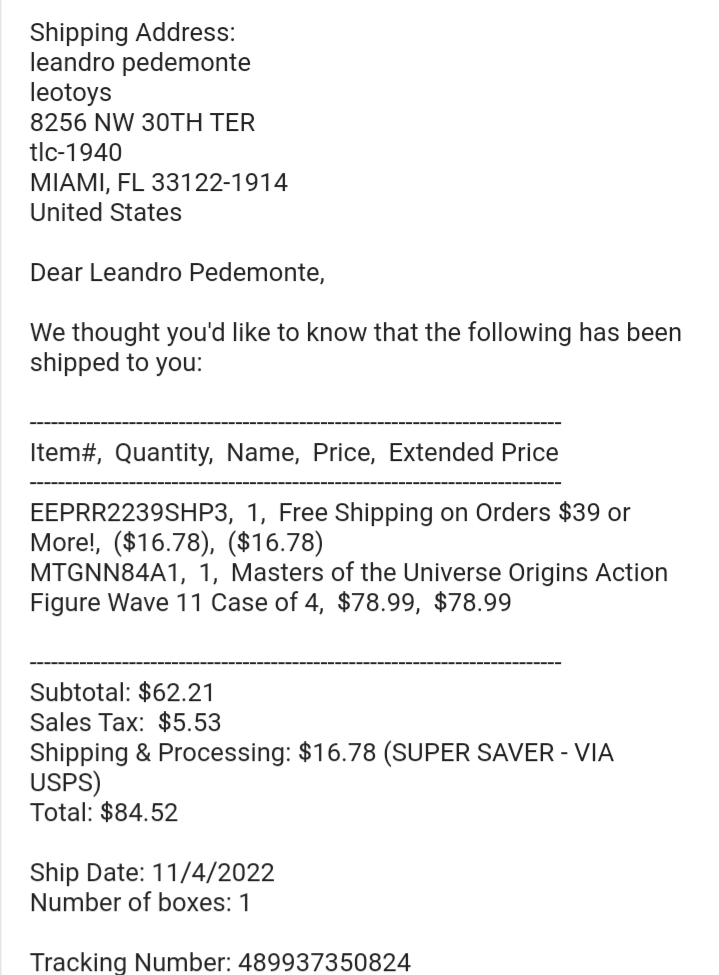 Shipping Address:
leandro pedemonte
leotoys
8256 NW 30TH TER
tlc-1940
MIAMI, FL 33122-1914
United States
Dear Leandro Pedemonte,
We thought you'd like to know that the following has been
shipped to you:
---------------------------------------------------------------------------
Item#,  Quantity,  Name,  Price,  Extended Price
---------------------------------------------------------------------------
EEPRR2239SHP3,  1,  Free Shipping on Orders $39 or
More!,  ($16.78),  ($16.78)
MTGNN84A1,  1,  Masters of the Universe Origins Action
Figure Wave 11 Case of 4,  $78.99,  $78.99
---------------------------------------------------------------------------
Subtotal: $62.21
Sales Tax:  $5.53
Shipping & Processing: $16.78 (SUPER SAVER - VIA
USPS)
Total: $84.52
Ship Date: 11/4/2022
Number of boxes: 1
Tracking Number: 489937350824